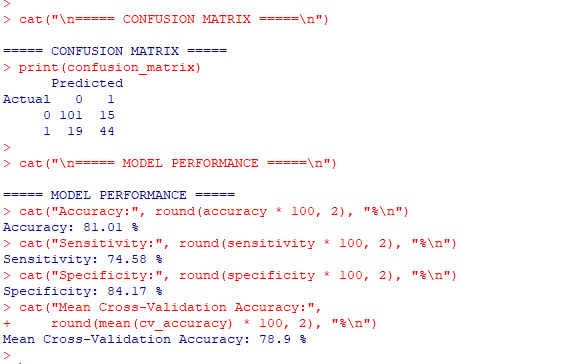 >
> cat("\n===== CONFUSION MATRIX =====\n")

===== CONFUSION MATRIX =====
> print(confusion_matrix)
      Predicted
Actual   0   1
     0 101  15
     1  19  44
>
> cat("\n===== MODEL PERFORMANCE =====\n")

===== MODEL PERFORMANCE =====
> cat("Accuracy:", round(accuracy * 100, 2), "%\n")
Accuracy: 81.01 %
> cat("Sensitivity:", round(sensitivity * 100, 2), "%\n")
Sensitivity: 74.58 %
> cat("Specificity:", round(specificity * 100, 2), "%\n")
Specificity: 84.17 %
> cat("Mean Cross-Validation Accuracy:",
+     round(mean(cv_accuracy) * 100, 2), "%\n")
Mean Cross-Validation Accuracy: 78.9 %
>